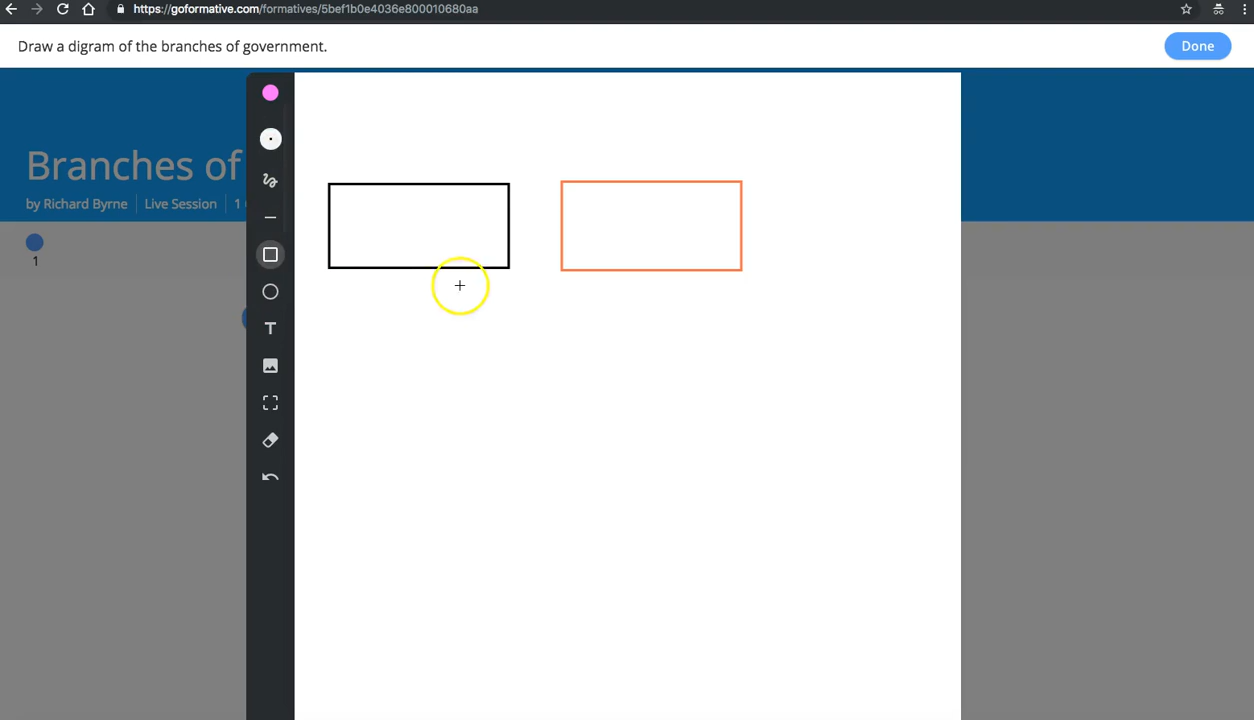 https://goformative.com/formatives/5bef1b0e4036e800010680aa
Draw a digram of the branches of government.
Done
Branches of
by Richard Byrne
Live Session
1
1
T